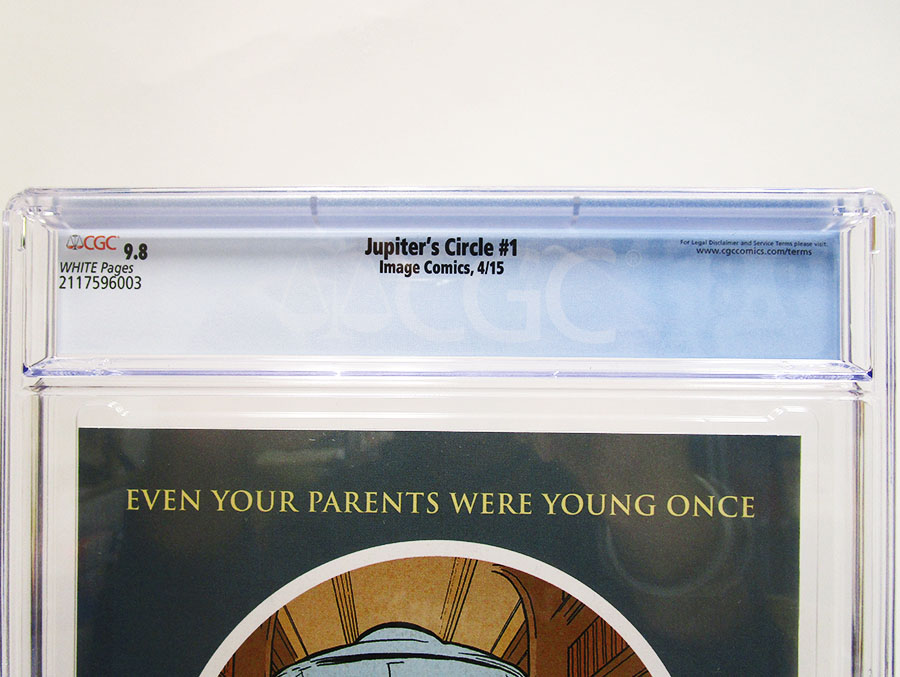 CGC 9.8
WHITE Pages
2117596003
Jupiter's Circle #1
Image Comics, 4/15
For Legal Disclaimer and Service Terms please visit:
www.cgccomics.com/terms
CGC
EVEN YOUR PARENTS WERE YOUNG ONCE